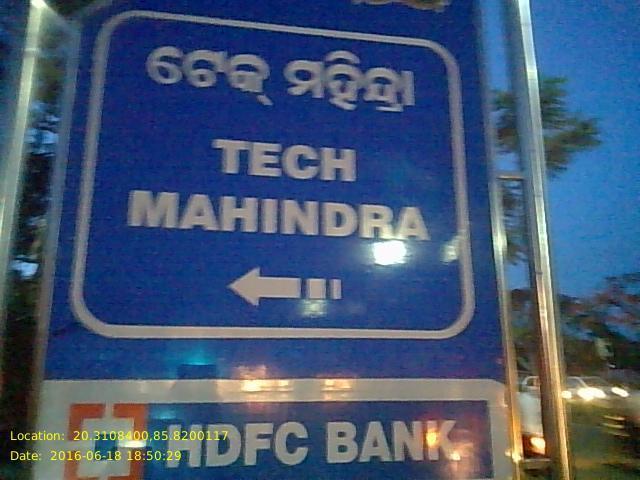 ଟେକ୍ ମହିନ୍ଦ୍ରା
TECH
MAHINDRA
HDFC BANK
Location: 20.3108400,85.8200117
Date: 2016-06-18 18:50:29